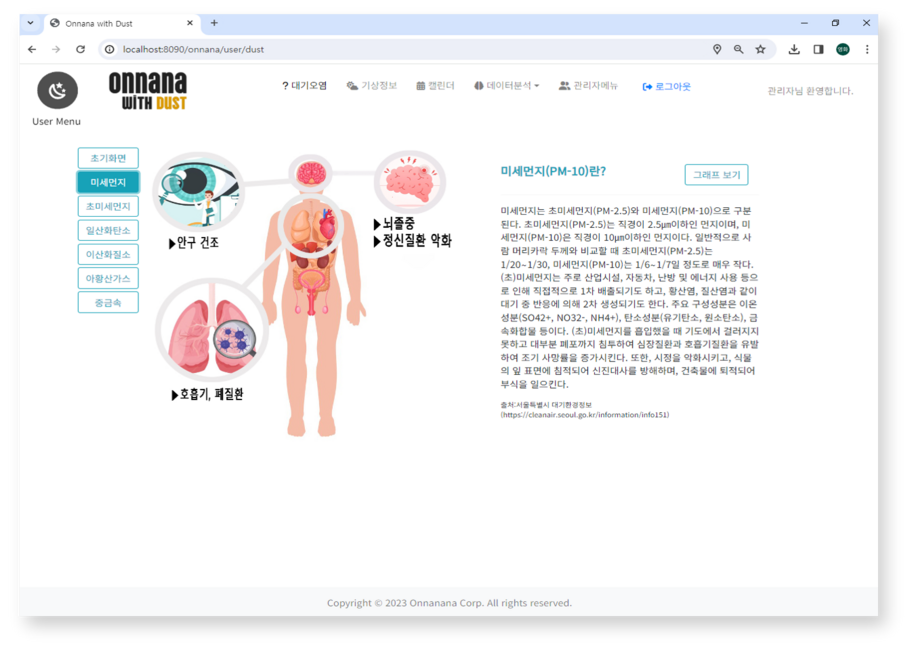 Onnana with Dust
localhost:8090/onnana/user/dust
영화
User Menu
onnana
WITH DUST
? 대기오염
기상정보
캘린더
데이터분석
관리자메뉴
로그아웃
관리자님 환영합니다.
초기화면
미세먼지
초미세먼지
일산화탄소
이산화질소
아황산가스
중금속
▶안구 건조
▶뇌졸중
▶정신질환 악화
▶호흡기, 폐질환
미세먼지(PM-10)란?
그래프 보기
미세먼지는 초미세먼지(PM-2.5)와 미세먼지(PM-10)으로 구분
된다. 초미세먼지(PM-2.5)는 직경이 2.5μm이하인 먼지이며, 미
세먼지(PM-10)은 직경이 10μm이하인 먼지이다. 일반적으로 사
람 머리카락 두께와 비교할 때 초미세먼지(PM-2.5)는
1/20~1/30, 미세먼지(PM-10)는 1/6~1/7일 정도로 매우 작다.
(초)미세먼지는 주로 산업시설, 자동차, 난방 및 에너지 사용 등으
로 인해 직접적으로 1차 배출되기도 하고, 황산염, 질산염과 같이
대기 중 반응에 의해 2차 생성되기도 한다. 주요 구성성분은 이온
성분(SO42+, NO32-, NH4+), 탄소성분(유기탄소, 원소탄소), 금
속화합물 등이다. (초)미세먼지를 흡입했을 때 기도에서 걸러지지
못하고 대부분 폐포까지 침투하여 심장질환과 호흡기질환을 유발
하여 조기 사망률을 증가시킨다. 또한, 시정을 악화시키고, 식물
의 잎 표면에 침적되어 신진대사를 방해하며, 건축물에 퇴적되어
부식을 일으킨다.
출처:서울특별시 대기환경정보
(https://cleanair.seoul.go.kr/information/info151)
Copyright © 2023 Onnanana Corp. All rights reserved.